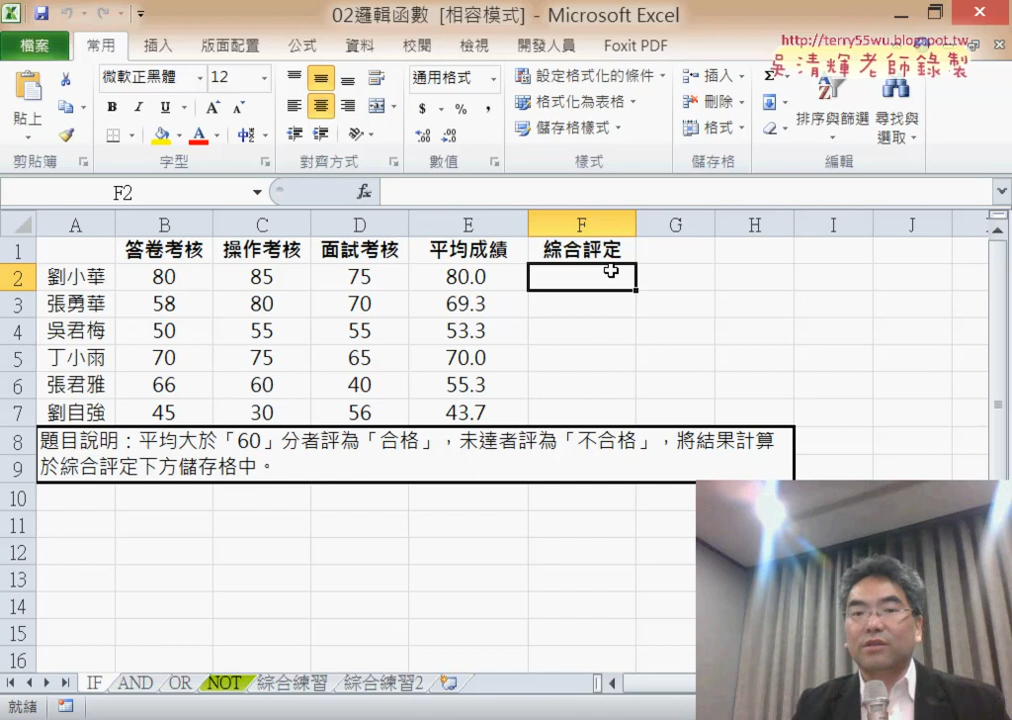 02邏輯函數 [相容模式] - Microsoft Excel
http://terry55wu.blogspot.tw
吳清輝老師錄製
檔案 常用 插入 版面配置 公式 資料 校閱 檢視 開發人員 Foxit PDF
微軟正黑體 12 通用格式 設定格式化的條件 插入
B I U A A $ % , 格式化為表格 刪除 排序與篩選 尋找與選取
貼上 A 中 儲存格樣式 格式
剪貼簿 字型 對齊方式 數值 樣式 儲存格 編輯
F2 fx
A B C D E F G H I J
1 答卷考核 操作考核 面試考核 平均成績 綜合評定
2 劉小華 80 85 75 80.0
3 張勇華 58 80 70 69.3
4 吳君梅 50 55 55 53.3
5 丁小雨 70 75 65 70.0
6 張君雅 66 60 40 55.3
7 劉自強 45 30 56 43.7
8 題目說明：平均大於「60」分者評為「合格」，未達者評為「不合格」，將結果計算
9 於綜合評定下方儲存格中。
10
11
12
13
14
15
16
IF AND OR NOT 綜合練習 綜合練習2
就緒